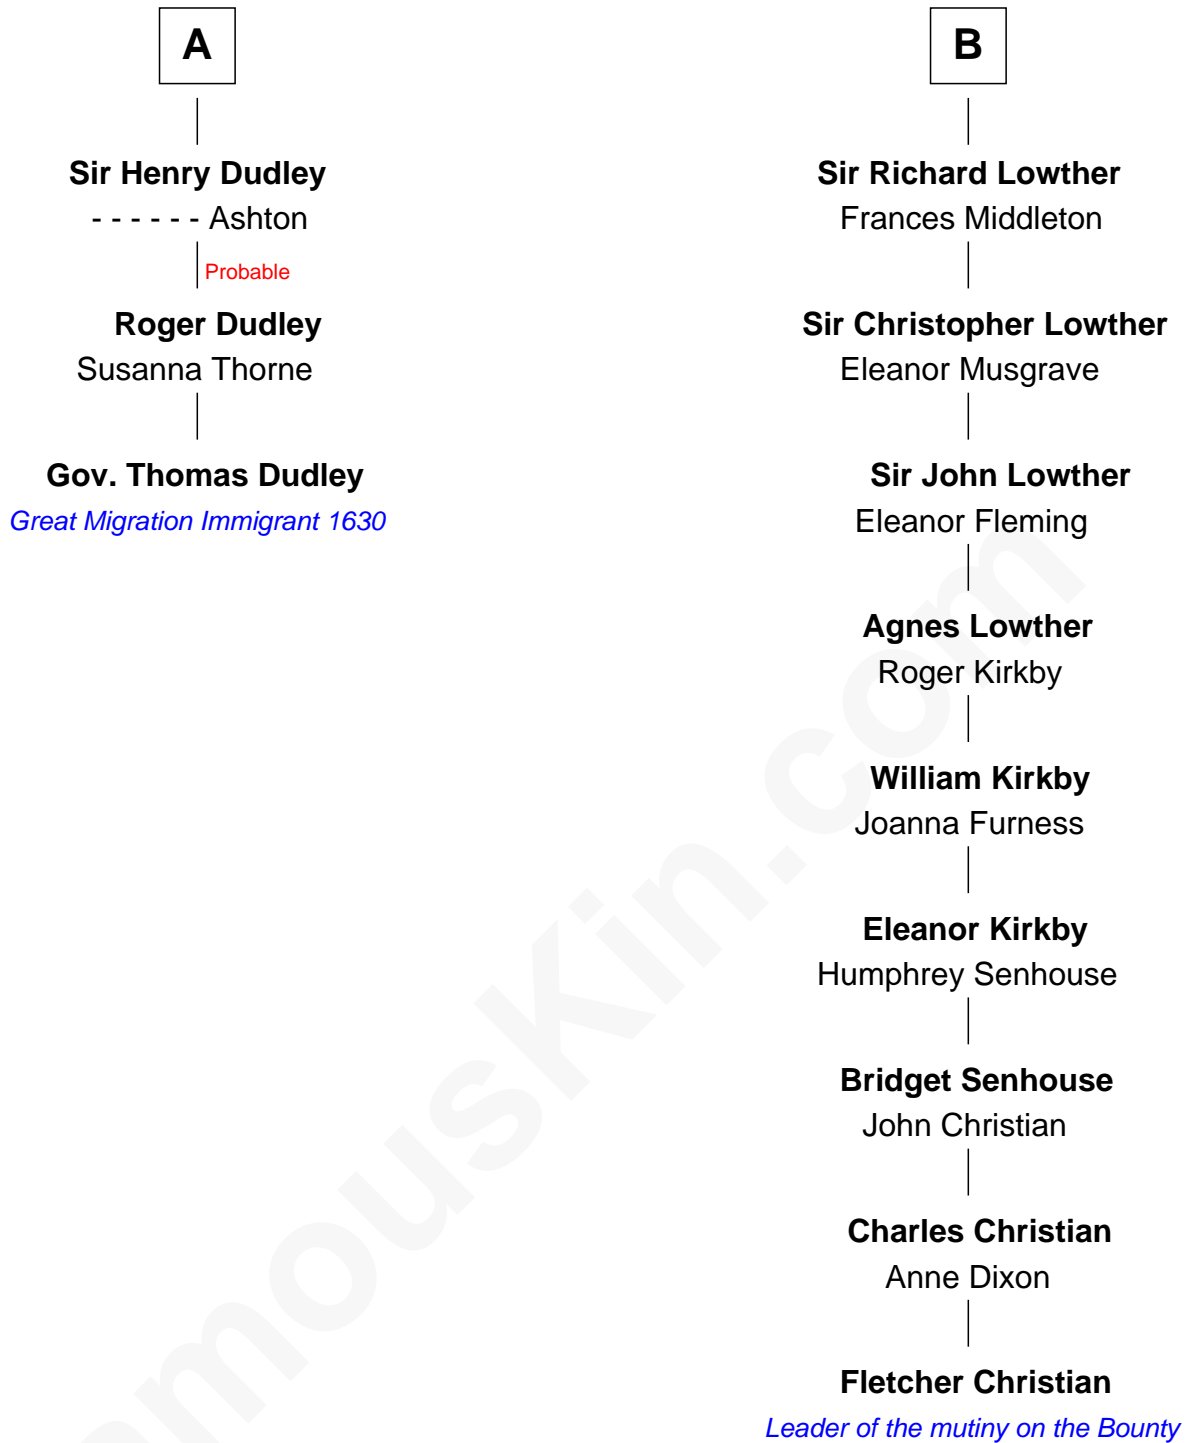 A
Sir Henry Dudley
- - - - - - Ashton
Probable
Roger Dudley
Susanna Thorne
Gov. Thomas Dudley
Great Migration Immigrant 1630
B
Sir Richard Lowther
Frances Middleton
Sir Christopher Lowther
Eleanor Musgrave
Sir John Lowther
Eleanor Fleming
Agnes Lowther
Roger Kirkby
William Kirkby
Joanna Furness
Eleanor Kirkby
Humphrey Senhouse
Bridget Senhouse
John Christian
Charles Christian
Anne Dixon
Fletcher Christian
Leader of the mutiny on the Bounty
amouskin.com